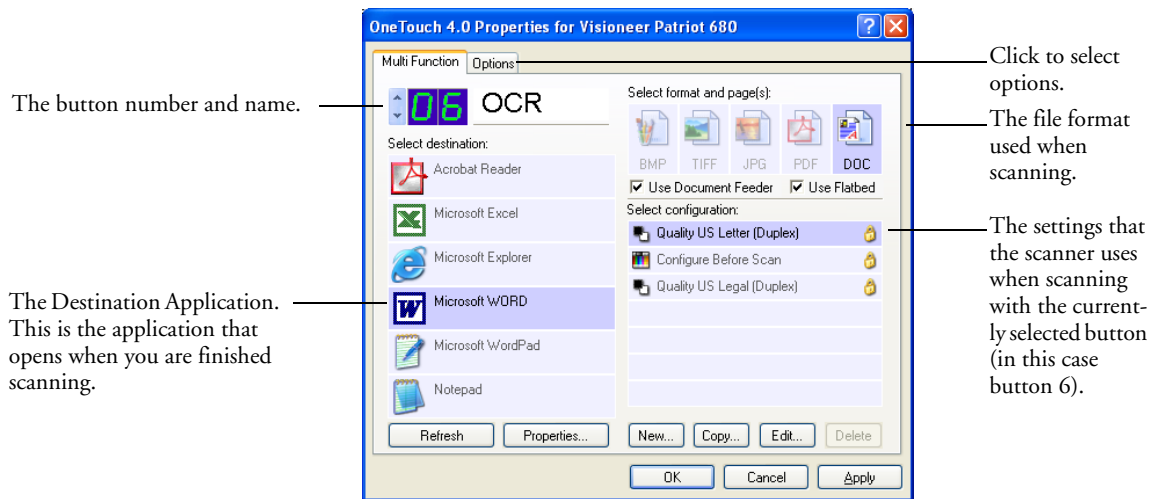 OneTouch 4.0 Properties for Visioneer Patriot 680
Multi Function
Options
Click to select
options.
The button number and name.
06
OCR
Select format and page(s):
BMP
TIFF
JPG
PDF
DOC
The file format
used when
scanning.
Select destination:
Acrobat Reader
Microsoft Excel
Microsoft Explorer
Microsoft WORD
Microsoft WordPad
Notepad
Use Document Feeder
Use Flatbed
Select configuration:
Quality US Letter (Duplex)
Configure Before Scan
Quality US Legal (Duplex)
The settings that
the scanner uses
when scanning
with the current-
ly selected button
(in this case
button 6).
The Destination Application.
This is the application that
opens when you are finished
scanning.
Refresh
Properties...
New...
Copy...
Edit...
Delete
OK
Cancel
Apply